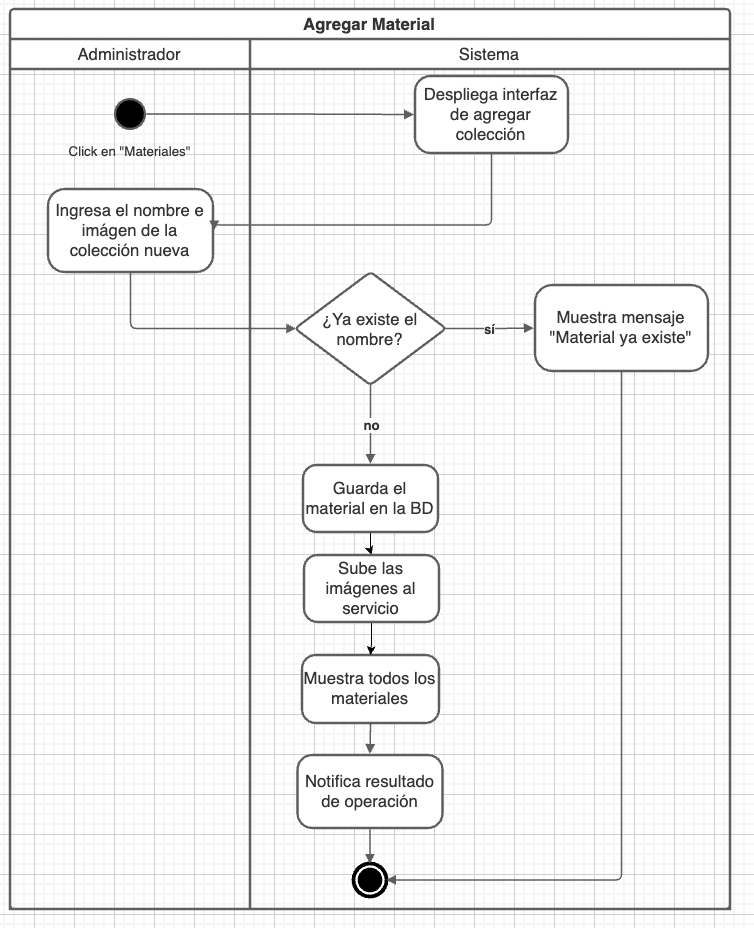 Agregar Material
Administrador
Sistema
Despliega interfaz
de agregar
colección
Click en "Materiales"
Ingresa el nombre e
imágen de la
colección nueva
¿Ya existe el
nombre?
sí
Muestra mensaje
"Material ya existe"
no
Guarda el
material en la BD
Sube las
imágenes al
servicio
Muestra todos los
materiales
Notifica resultado
de operación